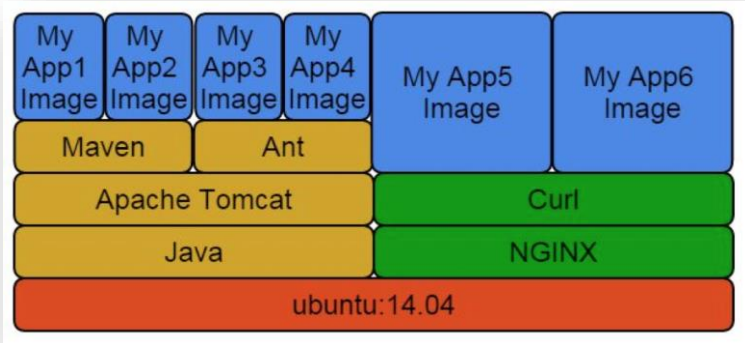 My
App1
Image
My
App2
Image
My
App3
Image
My
App4
Image
My App5
Image
My App6
Image
Maven
Ant
Apache Tomcat
Curl
Java
NGINX
ubuntu:14.04